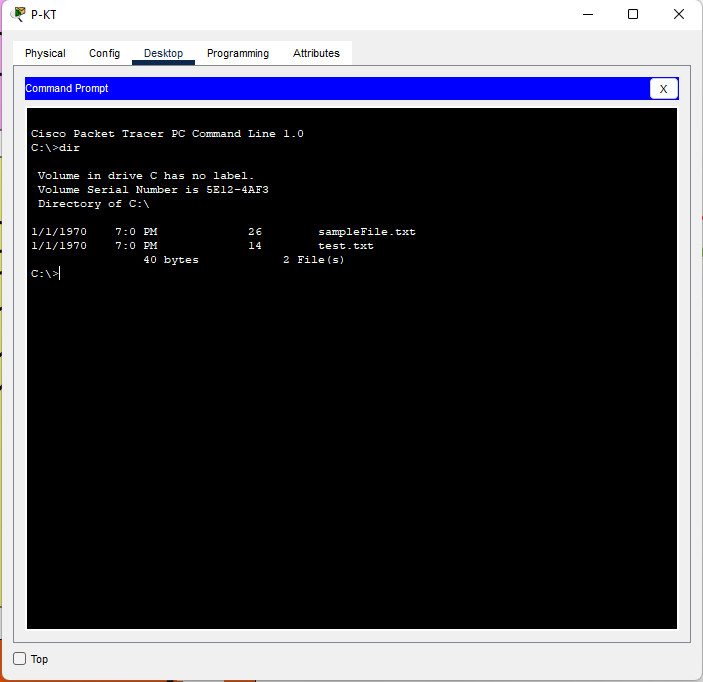 P-KT
Physical Config Desktop Programming Attributes
Command Prompt X
Cisco Packet Tracer PC Command Line 1.0
C:\>dir
Volume in drive C has no label.
Volume Serial Number is 5E12-4AF3
Directory of C:\
1/1/1970 7:0 PM 26 sampleFile.txt
1/1/1970 7:0 PM 14 test.txt
40 bytes 2 File(s)
C:\>
Top